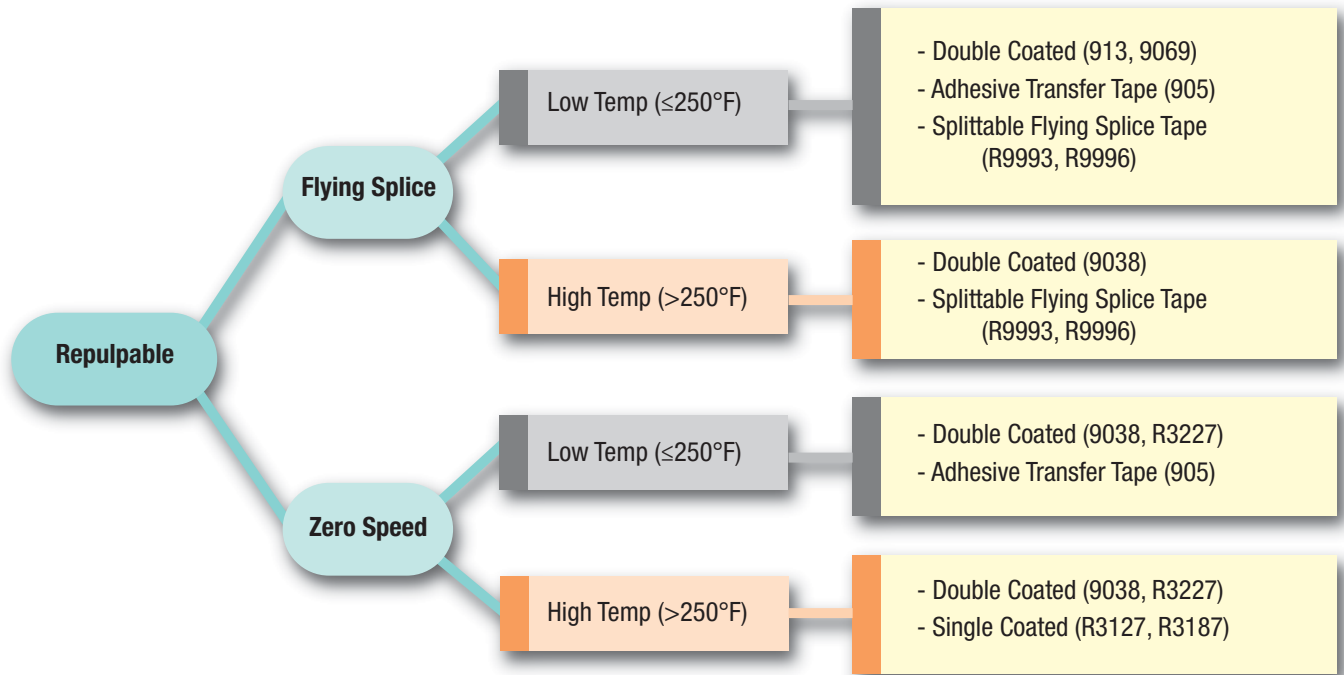 Repulpable
Flying Splice
Low Temp (≤250°F)
- Double Coated (913, 9069)
- Adhesive Transfer Tape (905)
- Splittable Flying Splice Tape
(R9993, R9996)
High Temp (>250°F)
- Double Coated (9038)
- Splittable Flying Splice Tape
(R9993, R9996)
Zero Speed
Low Temp (≤250°F)
- Double Coated (9038, R3227)
- Adhesive Transfer Tape (905)
High Temp (>250°F)
- Double Coated (9038, R3227)
- Single Coated (R3127, R3187)